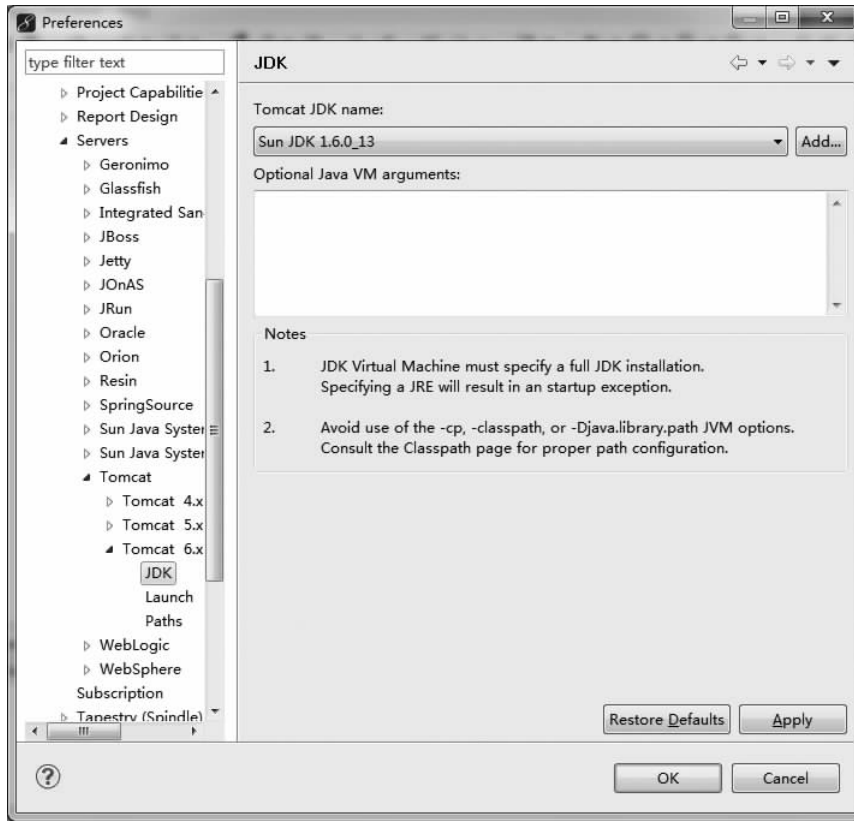 Preferences
type filter text
Project Capabilitie
Report Design
Servers
Geronimo
Glassfish
Integrated San
JBoss
Jetty
JOnAS
JRun
Oracle
Orion
Resin
SpringSource
Sun Java Syster
Sun Java Syster
Tomcat
Tomcat 4.x
Tomcat 5.x
Tomcat 6.x
JDK
Launch
Paths
WebLogic
WebSphere
Subscription
Tapestry (Spindle)
JDK
Tomcat JDK name:
Sun JDK 1.6.0_13
Add...
Optional Java VM arguments:
Notes
1. JDK Virtual Machine must specify a full JDK installation.
Specifying a JRE will result in an startup exception.
2. Avoid use of the -cp, -classpath, or -Djava.library.path JVM options.
Consult the Classpath page for proper path configuration.
Restore Defaults
Apply
OK
Cancel